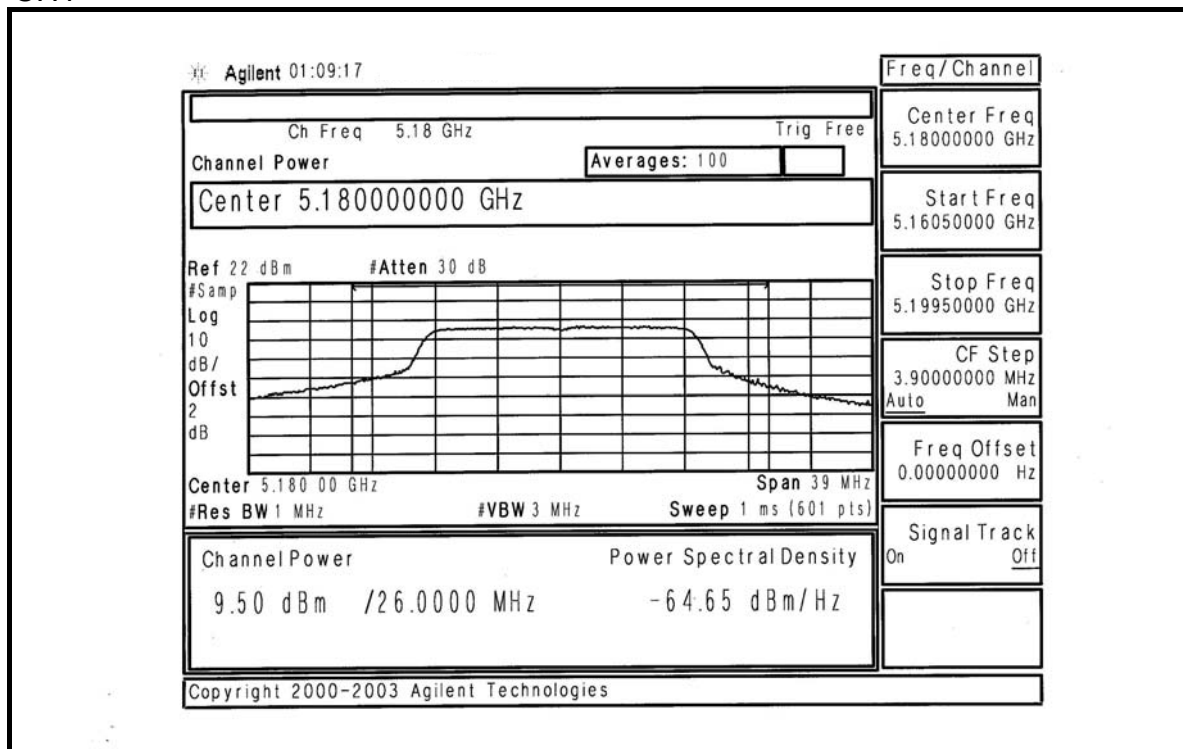 Agilent 01:09:17
Freq/Channel
Ch Freq 5.18 GHz
Trig Free
Channel Power
Averages: 100
Center 5.180000000 GHz
Center Freq
5.18000000 GHz
Start Freq
5.16050000 GHz
Stop Freq
5.19950000 GHz
CF Step
3.90000000 MHz
Auto Man
Freq Offset
0.00000000 Hz
Signal Track
On Off
Ref 22 dBm #Atten 30 dB
#Samp
Log
10
dB/
Offst
2
dB
Center 5.180 00 GHz Span 39 MHz
#Res BW 1 MHz #VBW 3 MHz Sweep 1 ms (601 pts)
Channel Power Power Spectral Density
9.50 dBm /26.0000 MHz -64.65 dBm/Hz
Copyright 2000-2003 Agilent Technologies